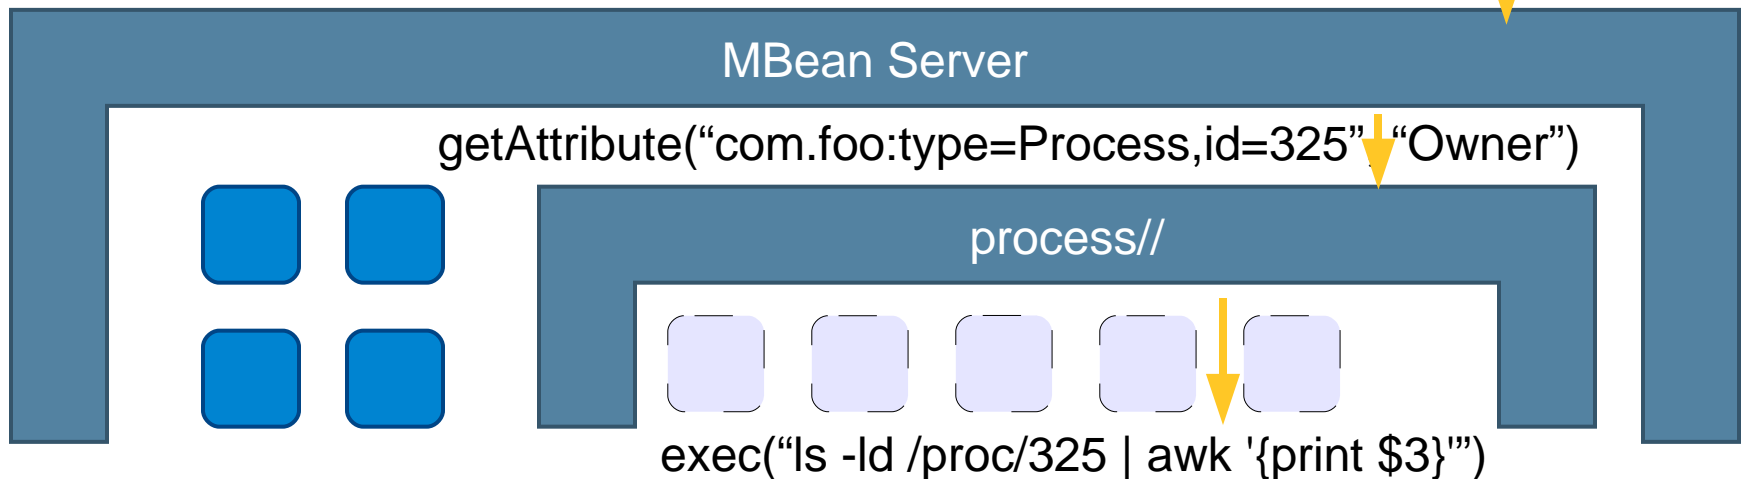 MBean Server
getAttribute(“com.foo:type=Process,id=325”, “Owner”)
process//
exec(“ls -ld /proc/325 | awk '{print $3}'”)